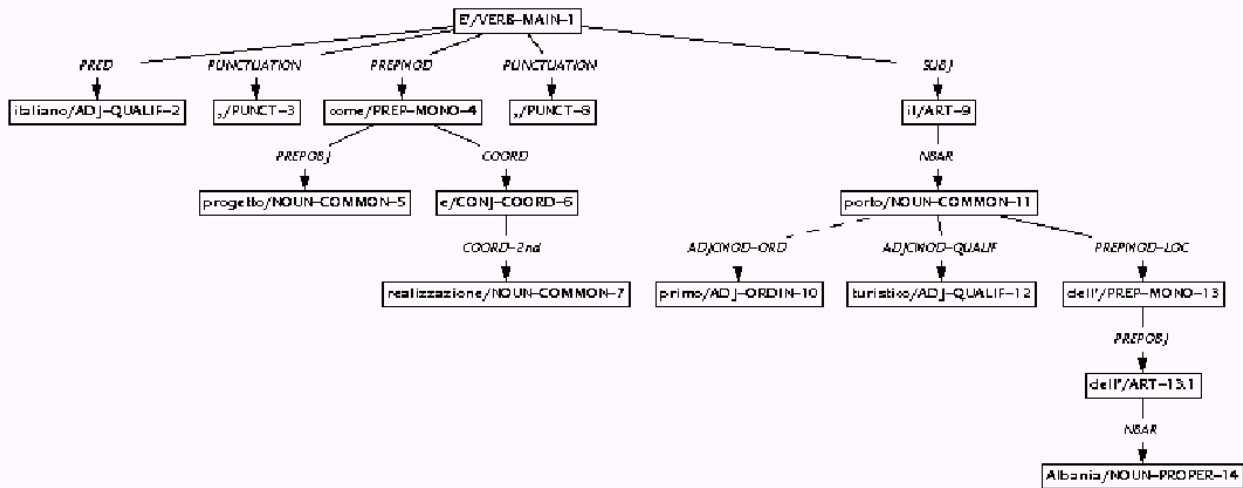 E'/VERB-MAIN-1
PRED PUNCTUATION PREPMOD PUNCTUATION SUBJ
italiano/ADJ-QUALIF-2 ,/PUNCT-3 come/PREP-MONO-4 ,/PUNCT-8 il/ART-9
PREPOBJ COORD NBAR
progetto/NOUN-COMMON-5 e/CONJ-COORD-6 porto/NOUN-COMMON-11
COORD-2nd ADJCMOD-ORD ADJCMOD-QUALIF PREPMOD-LOC
realizzazione/NOUN-COMMON-7 primo/ADJ-ORDIN-10 turistico/ADJ-QUALIF-12 dell'/PREP-MONO-13
PREPOBJ
dell'/ART-13.1
NBAR
Albania/NOUN-PROPER-14